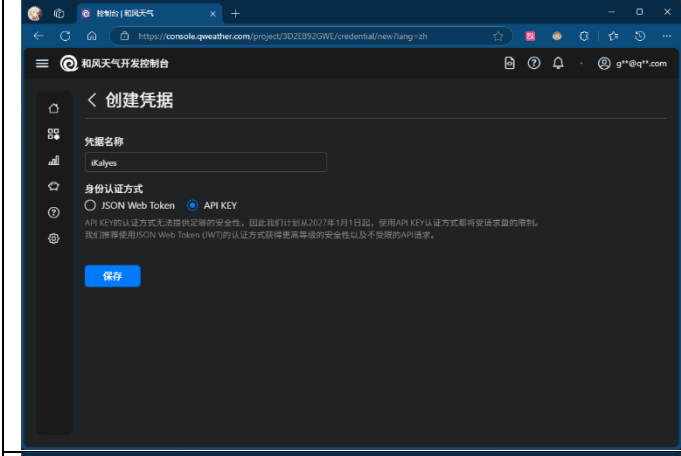 控制台 | 和风天气
https://console.qweather.com/project/3D2EB92GWE/credential/new?lang=zh
和风天气开发控制台
g**@q**.com
创建凭据
凭据名称
iKalyes
身份认证方式
JSON Web Token API KEY
API KEY的认证方式无法提供足够的安全性，因此我们计划从2027年1月1日起，使用API KEY认证方式都将受请求量的限制。
我们推荐使用JSON Web Token (JWT)的认证方式获得更高等级的安全性以及不受限的API请求。
保存